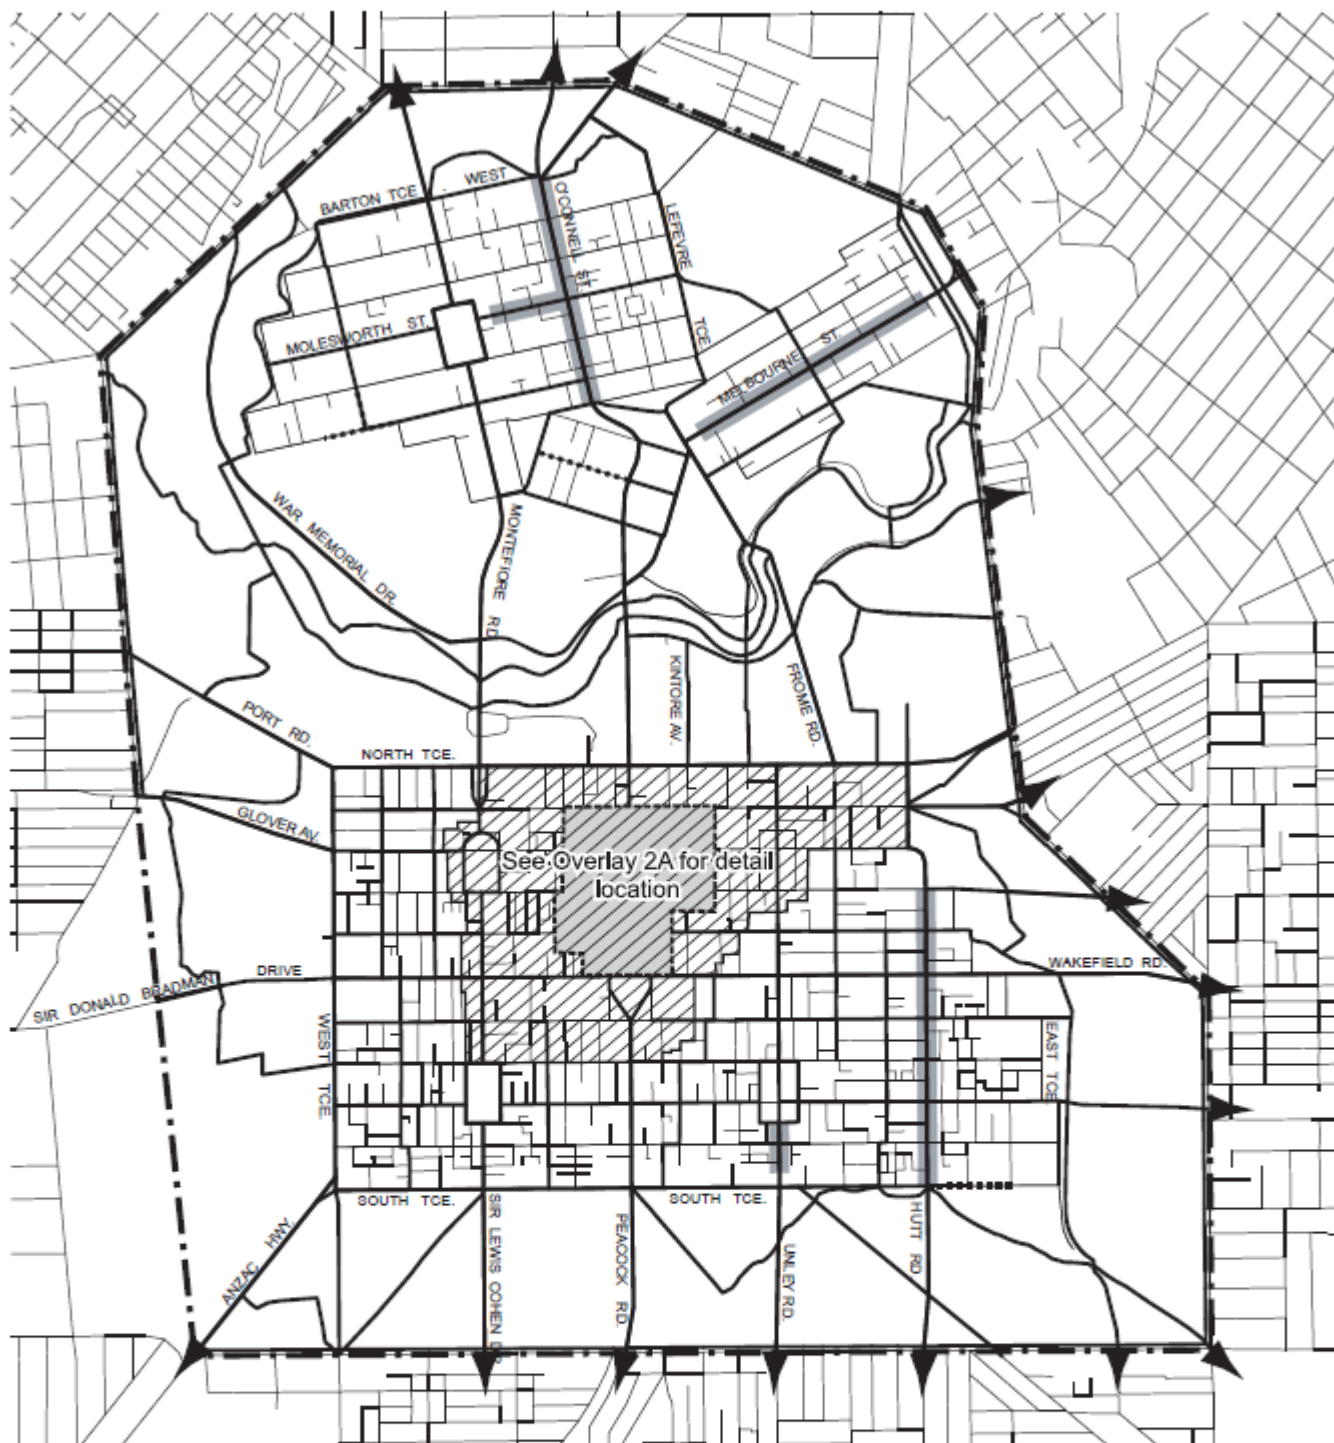 BARTON TCE WEST
O'CONNELL ST.
LEFEVRE TCE
MOLESWORTH ST.
MELBOURNE ST.
WAR MEMORIAL DR.
MONTEFIORE RD
KINTORE AV.
FROME RD.
PORT RD.
NORTH TCE.
GLOVER AV.
See Overlay 2A for detail
location
SIR DONALD BRADMAN DRIVE
WAKEFIELD RD.
WEST TCE.
EAST TCE
SOUTH TCE.
SOUTH TCE.
ANZAC HWY.
SIR LEWIS COHEN DR.
PEACOCK RD.
UNLEY RD.
HUTT RD